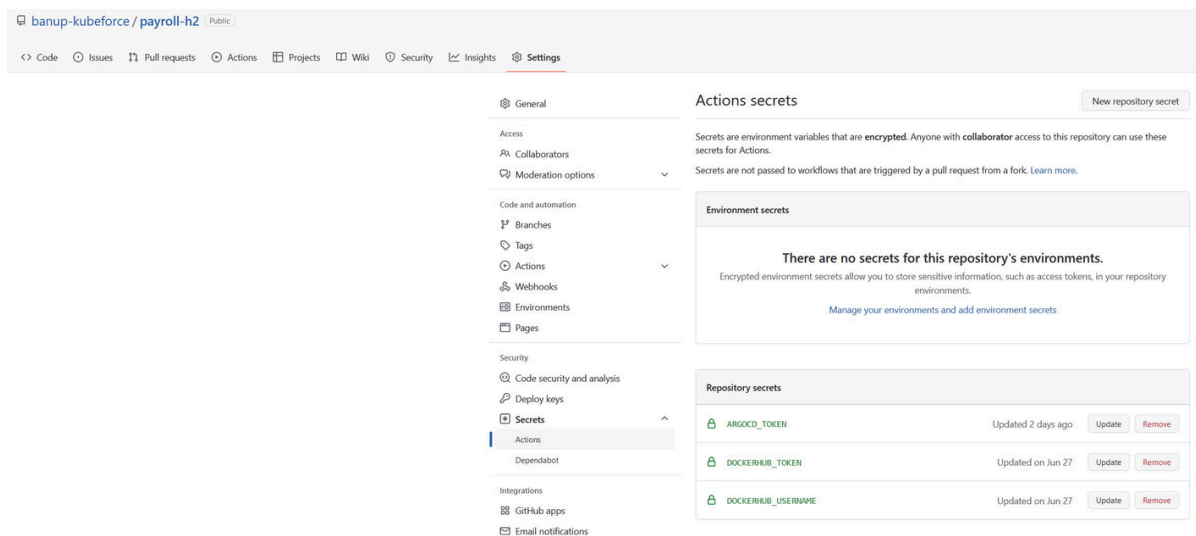 banup-kubeforce / payroll-h2 Public
Code Issues Pull requests Actions Projects Wiki Security Insights Settings
General
Access
Collaborators
Moderation options
Code and automation
Branches
Tags
Actions
Webhooks
Environments
Pages
Security
Code security and analysis
Deploy keys
Secrets
Actions
Dependabot
Integrations
GitHub apps
Email notifications
Actions secrets
New repository secret
Secrets are environment variables that are encrypted. Anyone with collaborator access to this repository can use these
secrets for Actions.
Secrets are not passed to workflows that are triggered by a pull request from a fork. Learn more.
Environment secrets
There are no secrets for this repository's environments.
Encrypted environment secrets allow you to store sensitive information, such as access tokens, in your repository
environments.
Manage your environments and add environment secrets
Repository secrets
ARGOCD_TOKEN Updated 2 days ago Update Remove
DOCKERHUB_TOKEN Updated on Jun 27 Update Remove
DOCKERHUB_USERNAME Updated on Jun 27 Update Remove